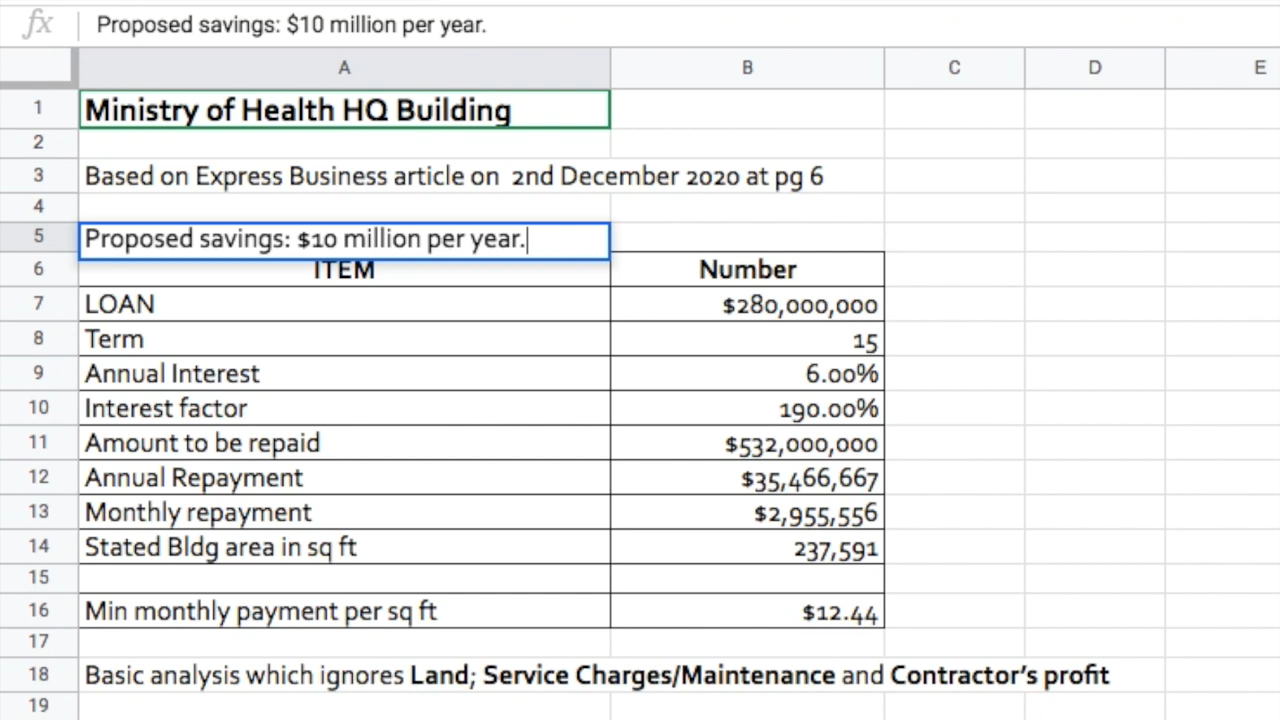 fx Proposed savings: $10 million per year.
A B C D E
1 Ministry of Health HQ Building
2
3 Based on Express Business article on 2nd December 2020 at pg 6
4
5 Proposed savings: $10 million per year.
6 ITEM Number
7 LOAN $280,000,000
8 Term 15
9 Annual Interest 6.00%
10 Interest factor 190.00%
11 Amount to be repaid $532,000,000
12 Annual Repayment $35,466,667
13 Monthly repayment $2,955,556
14 Stated Bldg area in sq ft 237,591
15
16 Min monthly payment per sq ft $12.44
17
18 Basic analysis which ignores Land; Service Charges/Maintenance and Contractor's profit
19